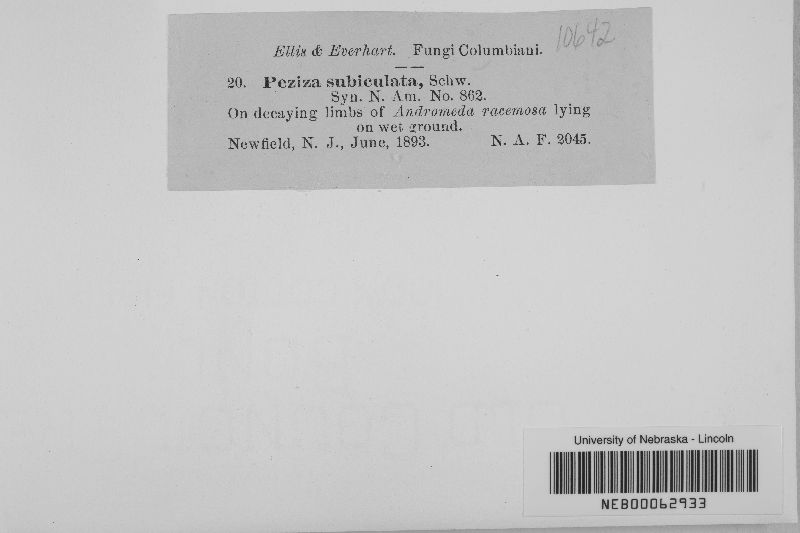 Ellis & Everhart. Fungi Columbiani.
10642
20. Peziza subiculata, Schw.
Syn. N. Am. No. 862.
On decaying limbs of Andromeda racemosa lying
on wet ground.
Newfield, N. J., June, 1893. N. A. F. 2045.
University of Nebraska - Lincoln
NEB00062933